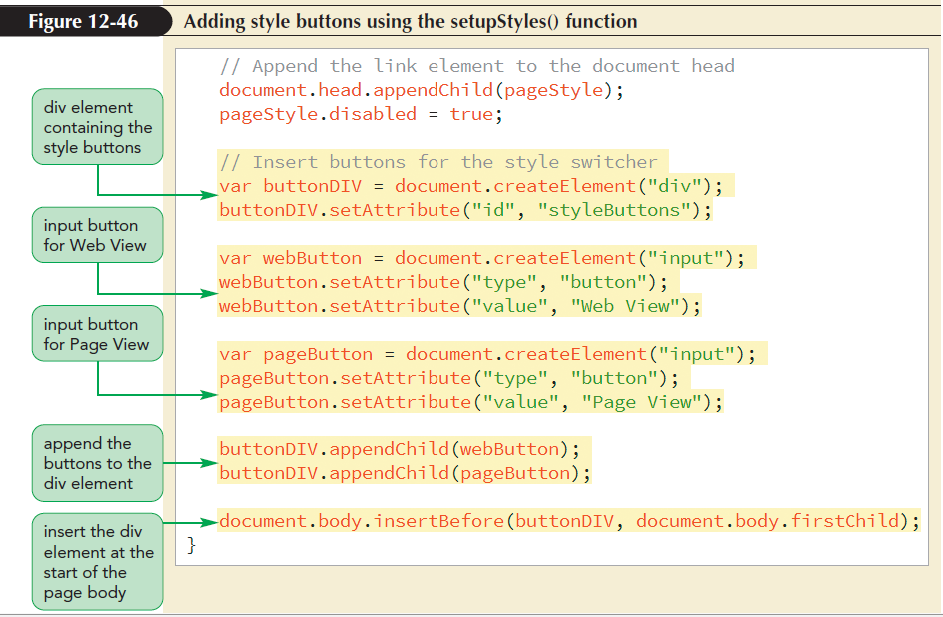 Figure 12-46 Adding style buttons using the setupStyles() function
// Append the link element to the document head
document.head.appendChild(pageStyle);
pageStyle.disabled = true;
div element
containing the
style buttons
// Insert buttons for the style switcher
var buttonDIV = document.createElement("div");
buttonDIV.setAttribute("id", "styleButtons");
input button
for Web View
var webButton = document.createElement("input");
webButton.setAttribute("type", "button");
webButton.setAttribute("value", "Web View");
input button
for Page View
var pageButton = document.createElement("input");
pageButton.setAttribute("type", "button");
pageButton.setAttribute("value", "Page View");
append the
buttons to the
div element
buttonDIV.appendChild(webButton);
buttonDIV.appendChild(pageButton);
insert the div
element at the
start of the
page body
document.body.insertBefore(buttonDIV, document.body.firstChild);
}